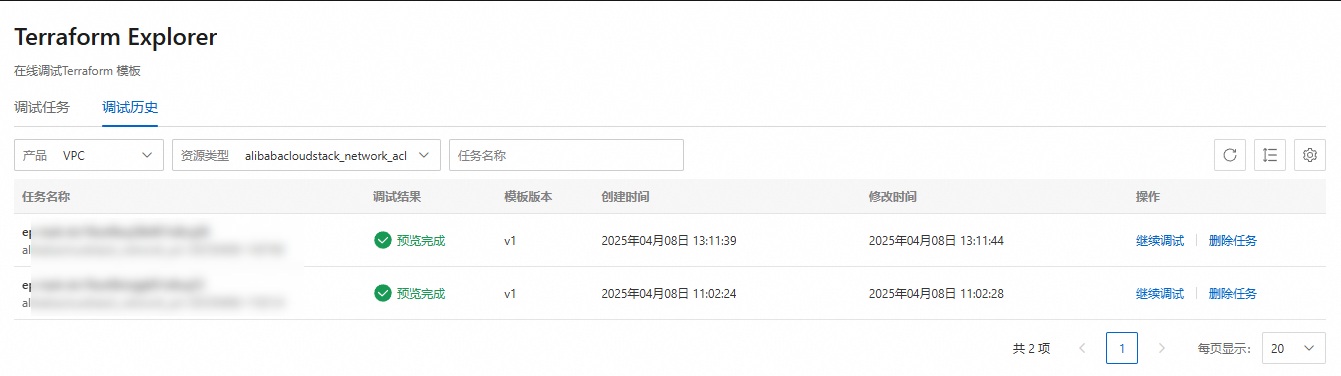 Terraform Explorer
在线调试Terraform 模板
调试任务 调试历史
产品 VPC 资源类型 alibabacloudstack_network_acl 任务名称
任务名称 调试结果 模板版本 创建时间 修改时间 操作
预览完成 v1 2025年04月08日 13:11:39 2025年04月08日 13:11:44 继续调试 删除任务
预览完成 v1 2025年04月08日 11:02:24 2025年04月08日 11:02:28 继续调试 删除任务
共 2 项 1 每页显示: 20